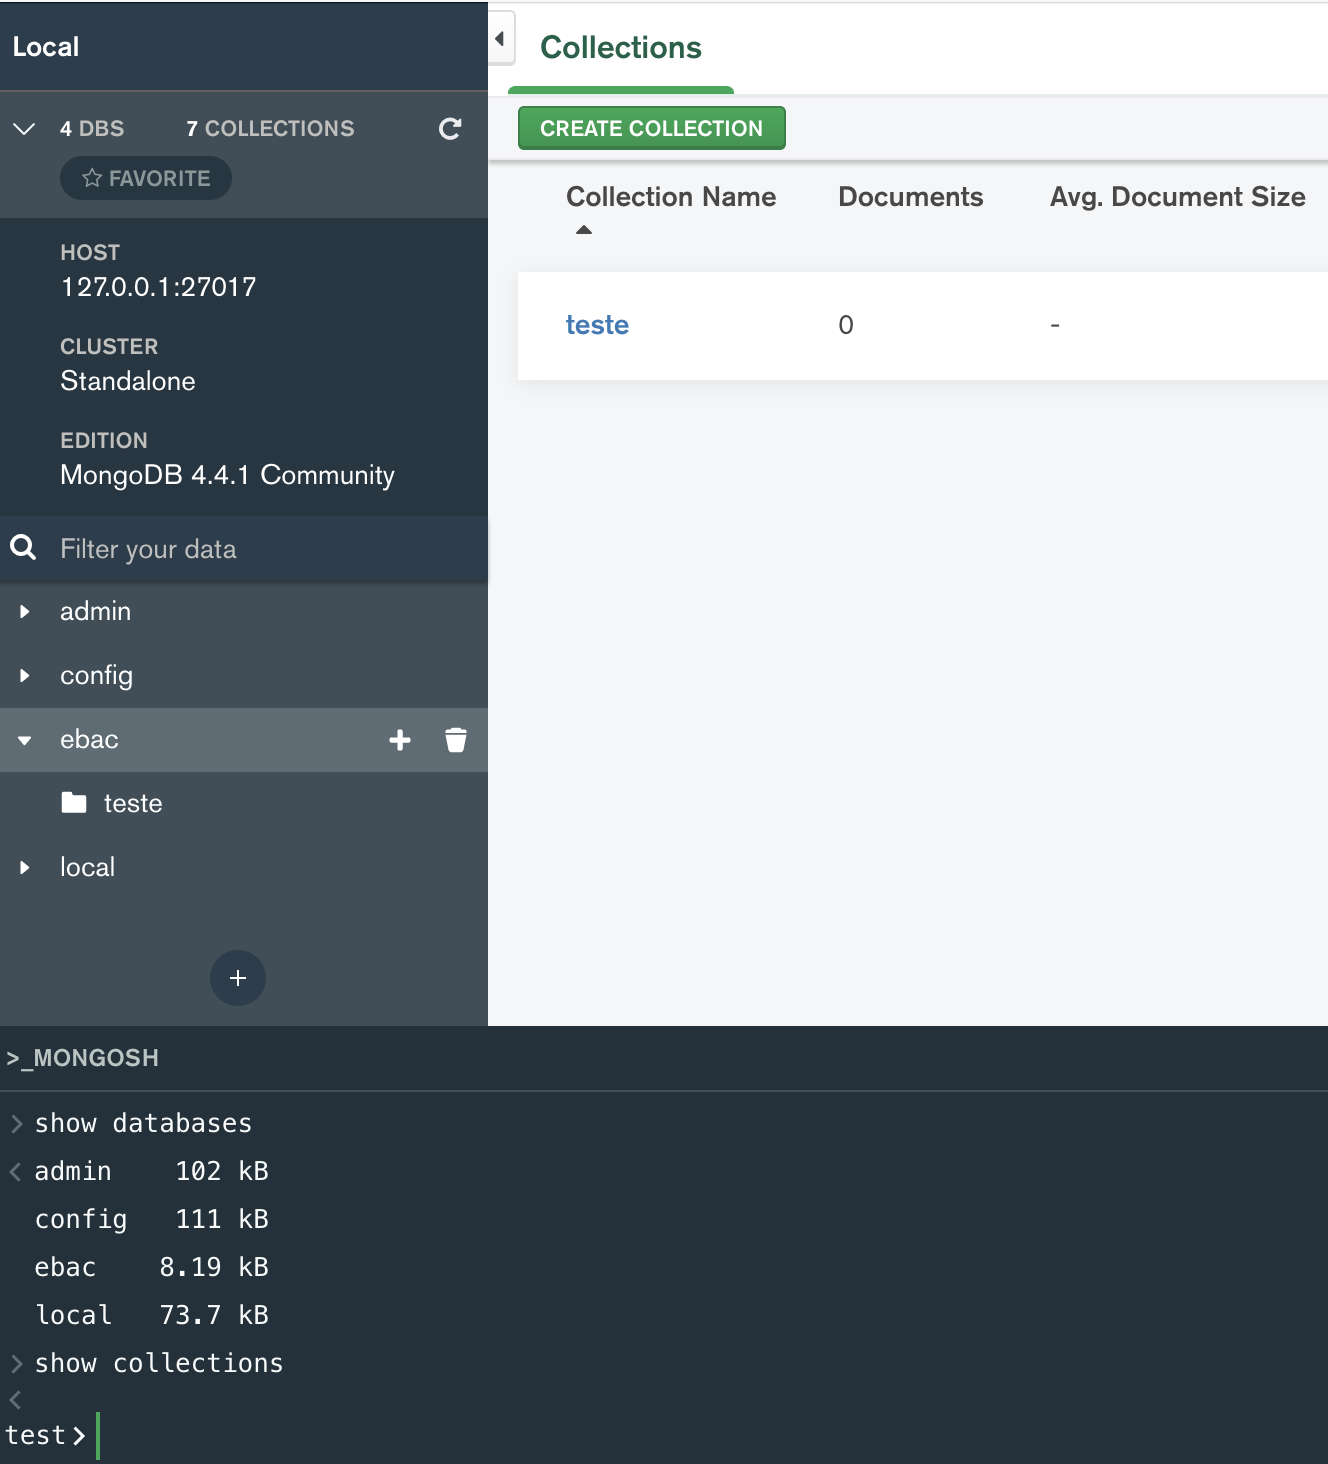 Local
4 DBS 7 COLLECTIONS
FAVORITE
HOST
127.0.0.1:27017
CLUSTER
Standalone
EDITION
MongoDB 4.4.1 Community
Filter your data
admin
config
ebac
teste
local
Collections
CREATE COLLECTION
Collection Name Documents Avg. Document Size
teste 0 -
>_MONGOSH
> show databases
< admin 102 kB
config 111 kB
ebac 8.19 kB
local 73.7 kB
> show collections
<
test>